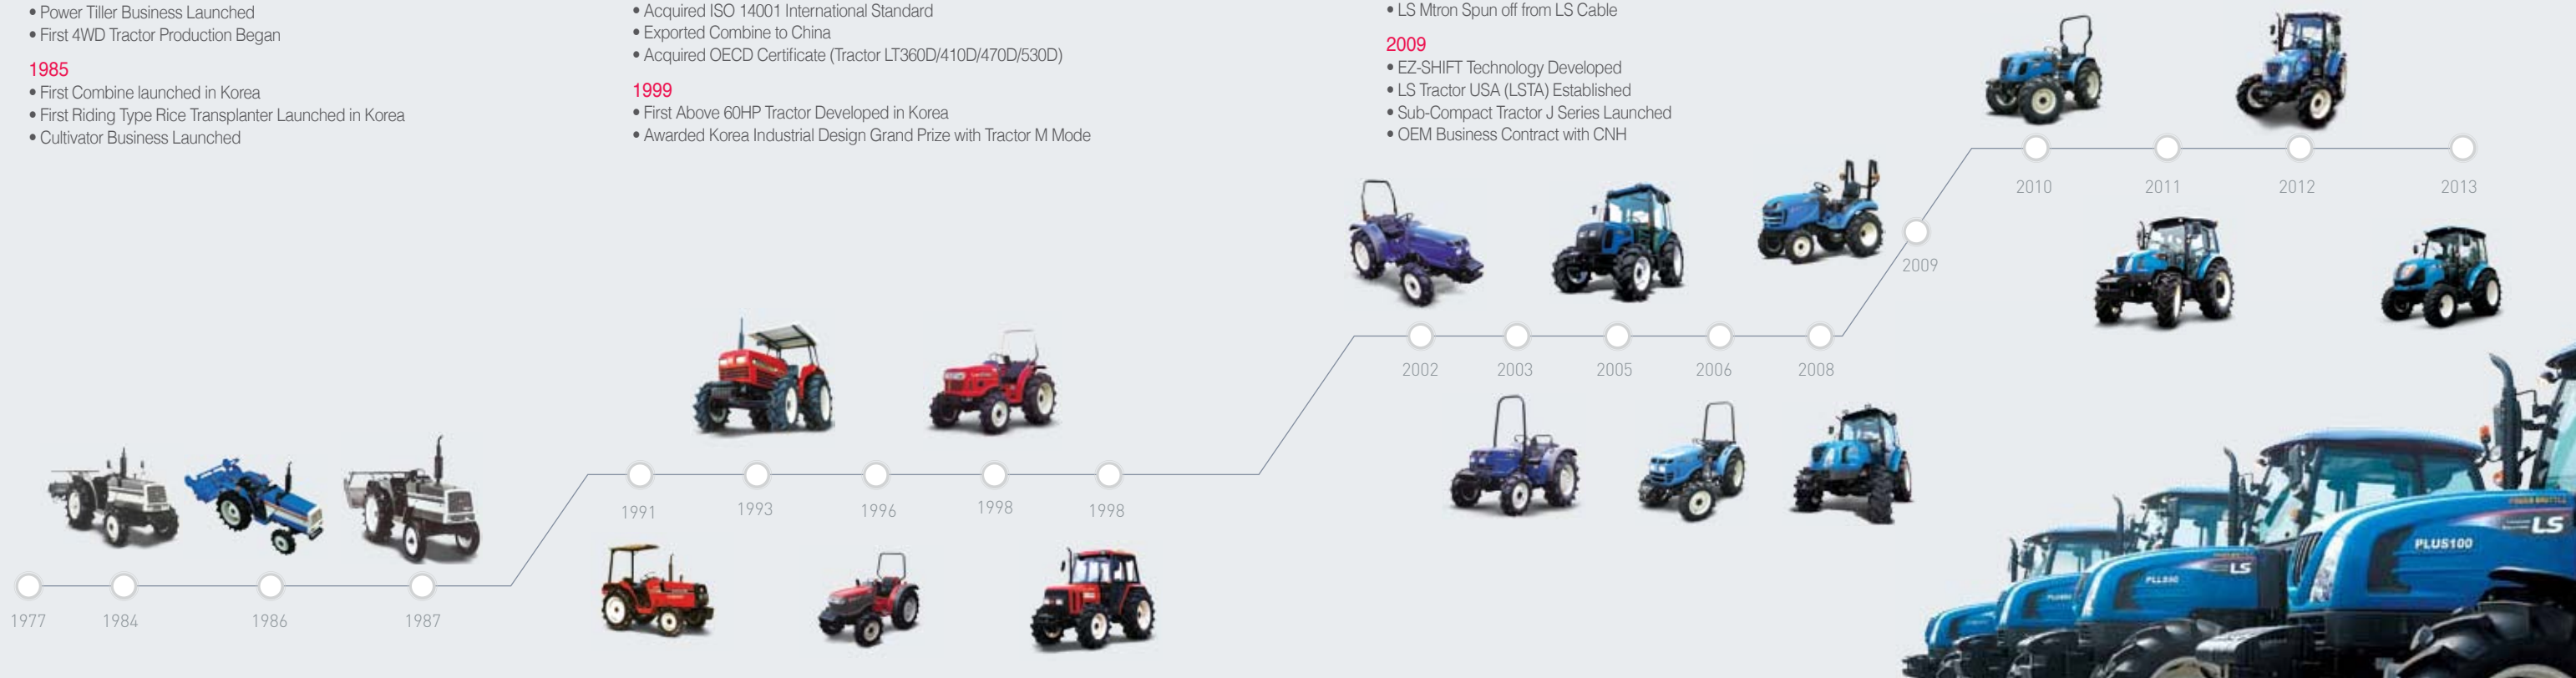 • Power Tiller Business Launched
• First 4WD Tractor Production Began
1985
• First Combine launched in Korea
• First Riding Type Rice Transplanter Launched in Korea
• Cultivator Business Launched
• Acquired ISO 14001 International Standard
• Exported Combine to China
• Acquired OECD Certificate (Tractor LT360D/410D/470D/530D)
1999
• First Above 60HP Tractor Developed in Korea
• Awarded Korea Industrial Design Grand Prize with Tractor M Mode
• LS Mtron Spun off from LS Cable
2009
• EZ-SHIFT Technology Developed
• LS Tractor USA (LSTA) Established
• Sub-Compact Tractor J Series Launched
• OEM Business Contract with CNH
1977 1984 1986 1987
1991 1993 1996 1998 1998
2002 2003 2005 2006 2008
2009
2010 2011 2012 2013
LS
PLUS100
LS